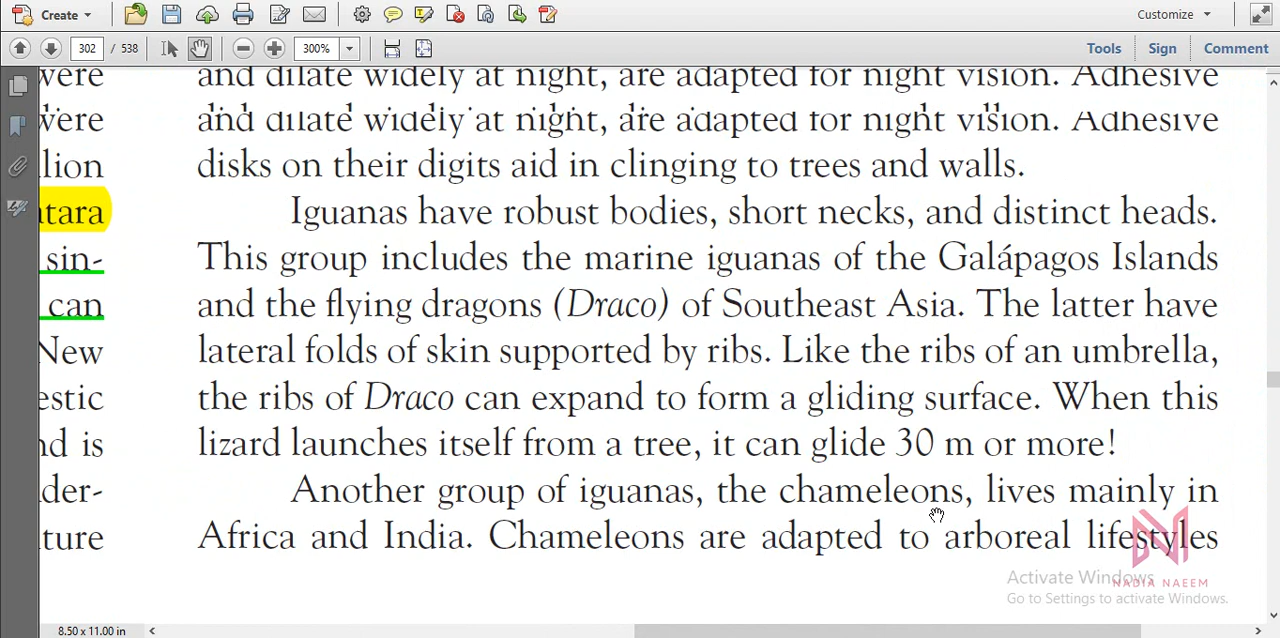 Create
Customize
302 / 538
300%
Tools Sign Comment
were
were
lion
tara
sin-
can
New
estic
nd is
der-
ture
and dilate widely at night, are adapted for night vision. Adhesive
and dilate widely at night, are adapted for night vision. Adhesive
disks on their digits aid in clinging to trees and walls.
Iguanas have robust bodies, short necks, and distinct heads.
This group includes the marine iguanas of the Galápagos Islands
and the flying dragons (Draco) of Southeast Asia. The latter have
lateral folds of skin supported by ribs. Like the ribs of an umbrella,
the ribs of Draco can expand to form a gliding surface. When this
lizard launches itself from a tree, it can glide 30 m or more!
Another group of iguanas, the chameleons, lives mainly in
Africa and India. Chameleons are adapted to arboreal lifestyles
Activate Windows
NADIA NAEEM
Go to Settings to activate Windows.
8.50 x 11.00 in